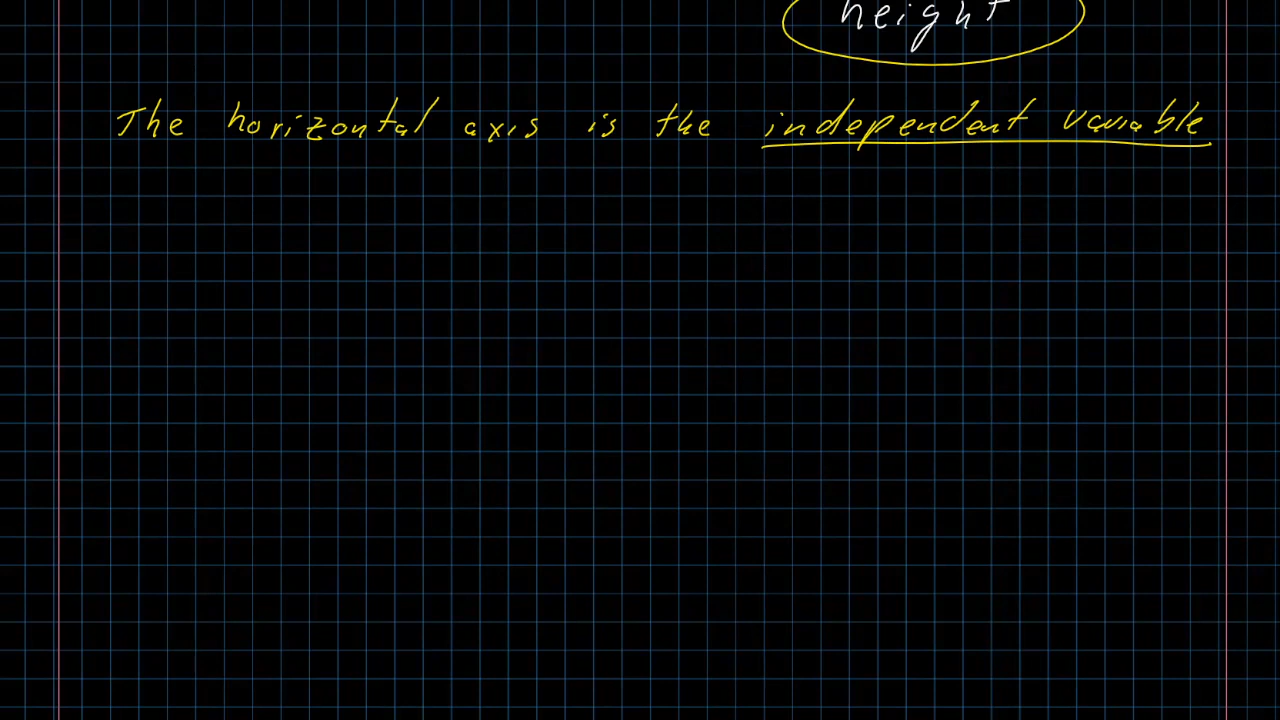 height
The horizontal axis is the independent variable